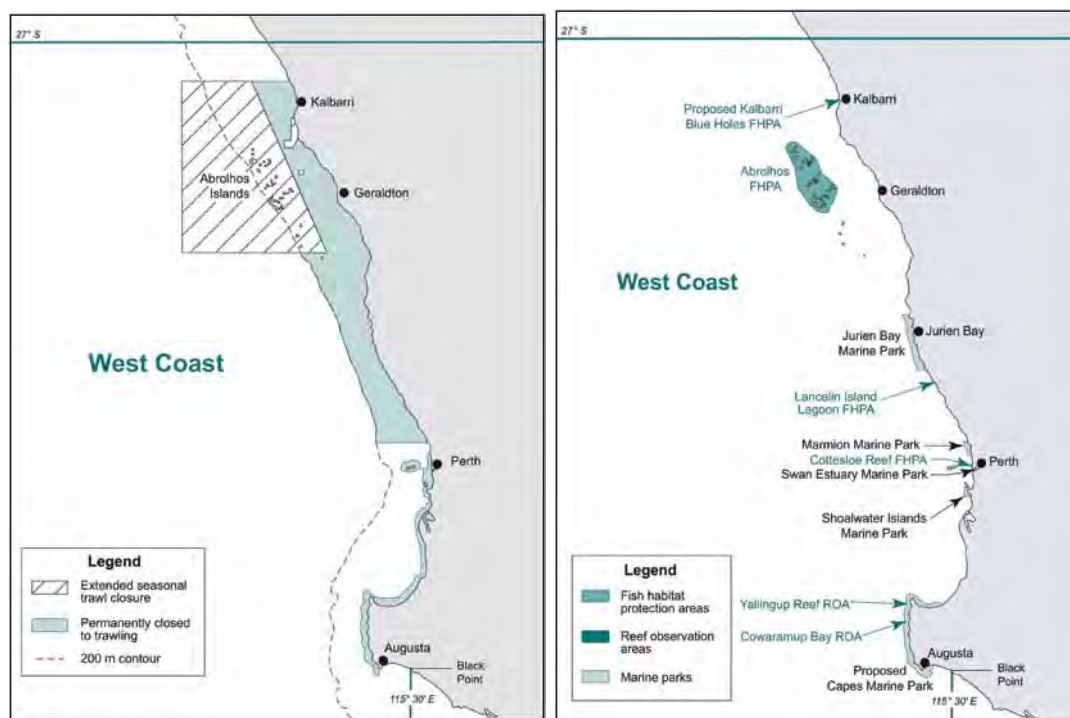 27° S
Kalbarri
Abrolhos
Islands
Geraldton
West Coast
Perth
Legend
Extended seasonal
trawl closure
Permanently closed
to trawling
200 m contour
Augusta
Black
Point
115° 30' E
27° S
Proposed Kalbarri
Blue Holes FHPA
Kalbarri
Abrolhos
FHPA
Geraldton
West Coast
Jurien Bay
Jurien Bay
Marine Park
Lancelin Island
Lagoon FHPA
Marmion Marine Park
Cottesloe Reef FHPA
Perth
Swan Estuary Marine Park
Shoalwater Islands
Marine Park
Legend
Fish habitat
protection areas
Reef observation
areas
Marine parks
Yallingup Reef ROA
Cowaramup Bay ROA
Augusta
Proposed
Capes Marine Park
Black
Point
115° 30' E